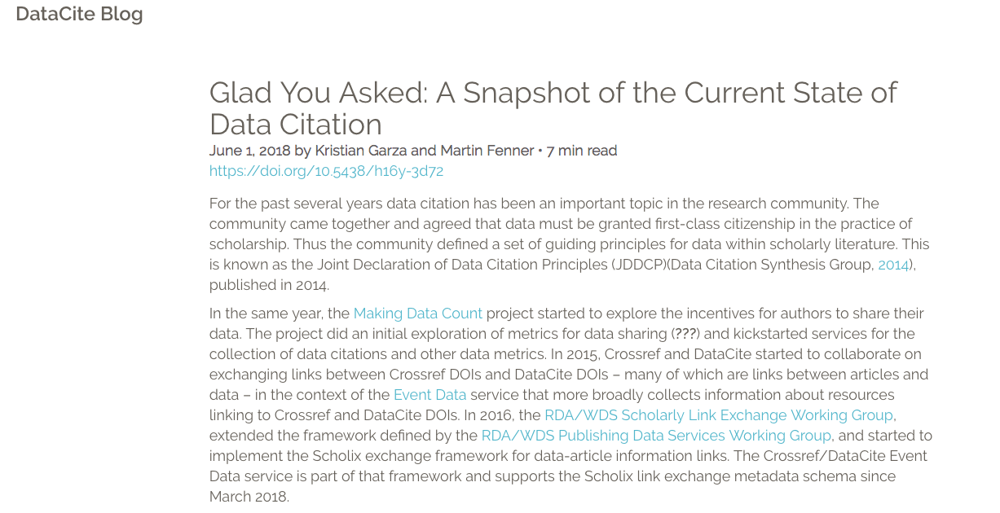 DataCite Blog
Glad You Asked: A Snapshot of the Current State of
Data Citation
June 1, 2018 by Kristian Garza and Martin Fenner • 7 min read
https://doi.org/10.5438/h16y-3d72
For the past several years data citation has been an important topic in the research community. The
community came together and agreed that data must be granted first-class citizenship in the practice of
scholarship. Thus the community defined a set of guiding principles for data within scholarly literature. This
is known as the Joint Declaration of Data Citation Principles (JDDCP)(Data Citation Synthesis Group, 2014),
published in 2014.
In the same year, the Making Data Count project started to explore the incentives for authors to share their
data. The project did an initial exploration of metrics for data sharing (???) and kickstarted services for the
collection of data citations and other data metrics. In 2015, Crossref and DataCite started to collaborate on
exchanging links between Crossref DOIs and DataCite DOIs – many of which are links between articles and
data – in the context of the Event Data service that more broadly collects information about resources
linking to Crossref and DataCite DOIs. In 2016, the RDA/WDS Scholarly Link Exchange Working Group,
extended the framework defined by the RDA/WDS Publishing Data Services Working Group, and started to
implement the Scholix exchange framework for data-article information links. The Crossref/DataCite Event
Data service is part of that framework and supports the Scholix link exchange metadata schema since
March 2018.